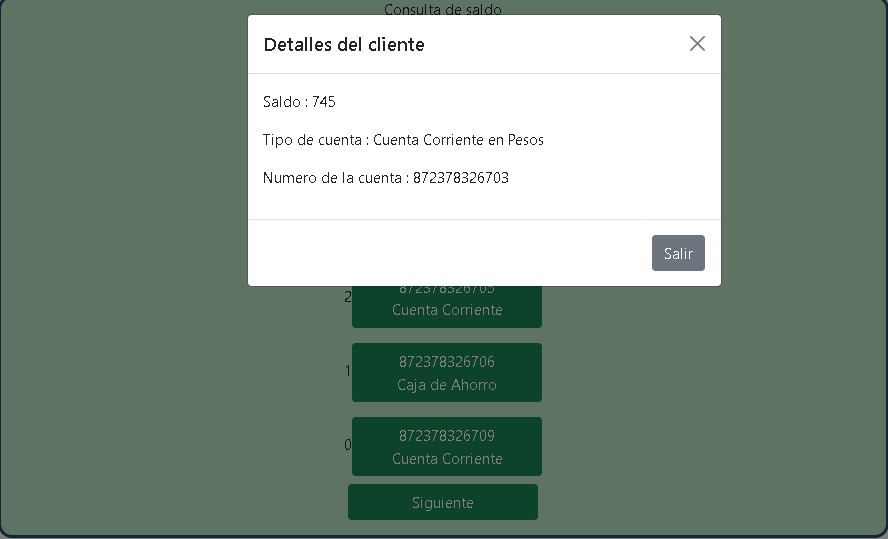 Consulta de saldo
Detalles del cliente
Saldo : 745
Tipo de cuenta : Cuenta Corriente en Pesos
Numero de la cuenta : 872378326703
Salir
2
872378326705
Cuenta Corriente
1
872378326706
Caja de Ahorro
0
872378326709
Cuenta Corriente
Siguiente